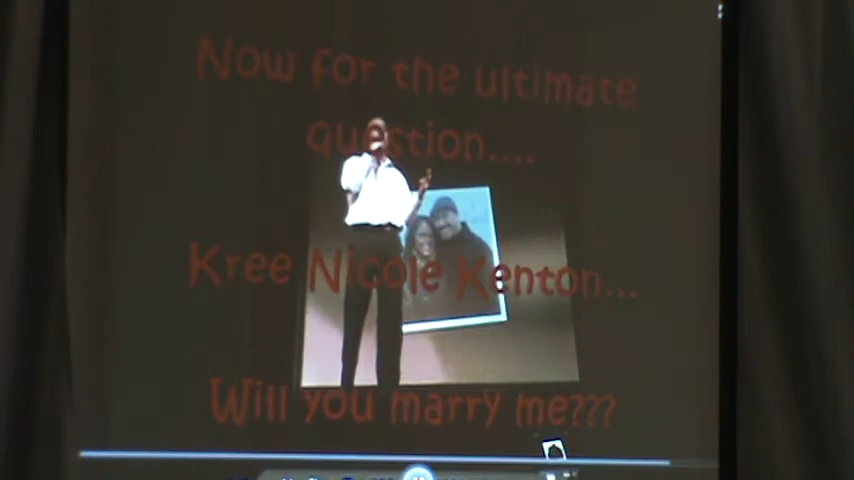 Now for the ultimate
question....
Kree Nicole Kenton...
Will you marry me???